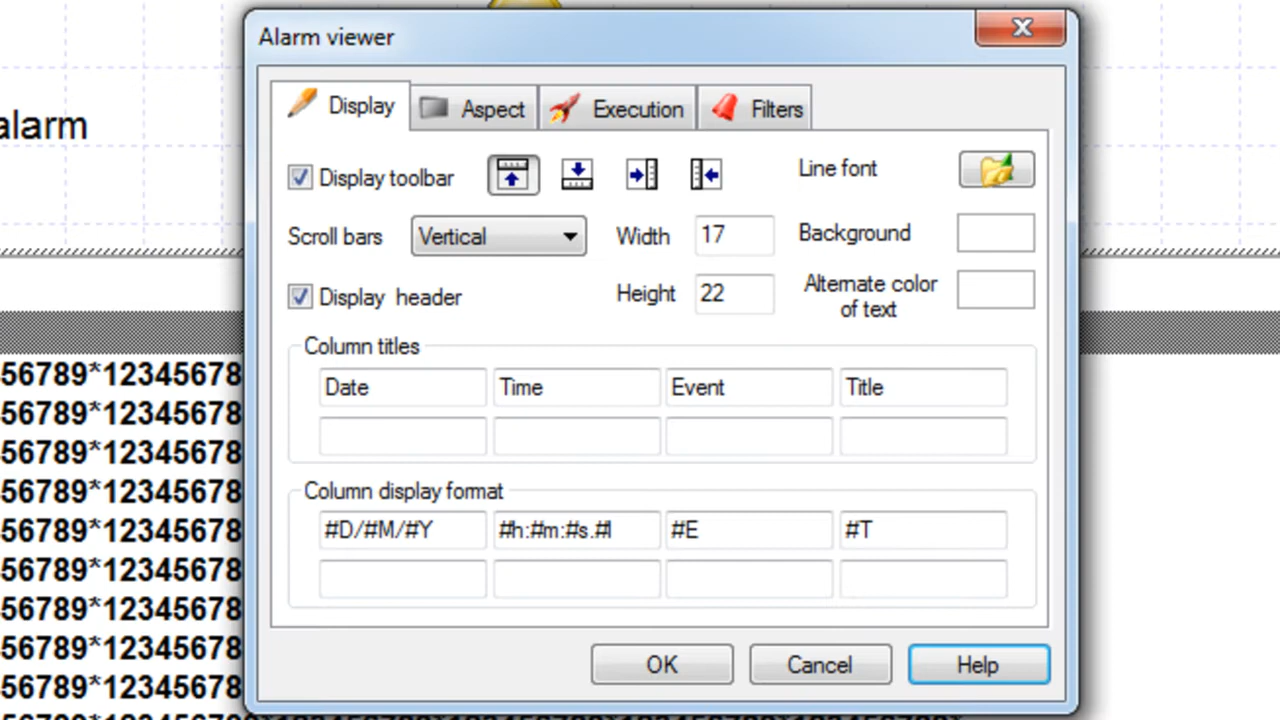 Alarm viewer
alarm
Display Aspect Execution Filters
Display toolbar Line font
Scroll bars Vertical Width 17 Background
Display header Height 22 Alternate color of text
Column titles
Date Time Event Title
Column display format
#D/#M/#Y #h:#m:#s.#l #E #T
OK Cancel Help
56789*12345678
56789*12345678
56789*12345678
56789*12345678
56789*12345678
56789*12345678
56789*12345678
56789*12345678
56789*12345678